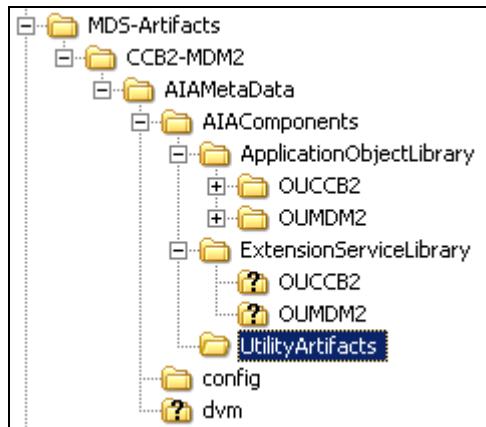 MDS-Artifacts
CCB2-MDM2
AIAMetaData
AIAComponents
ApplicationObjectLibrary
OUCCB2
OUMDM2
ExtensionServiceLibrary
OUCCB2
OUMDM2
UtilityArtifacts
config
dvm